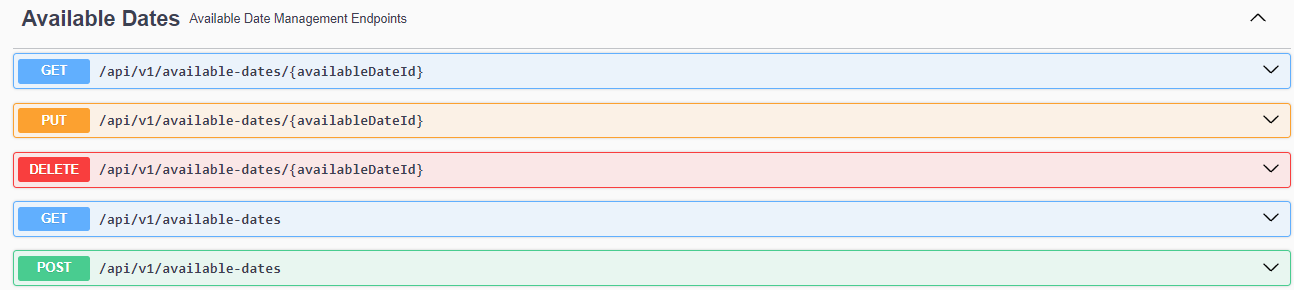 Available Dates Available Date Management Endpoints
GET /api/v1/available-dates/{availableDateId}
PUT /api/v1/available-dates/{availableDateId}
DELETE /api/v1/available-dates/{availableDateId}
GET /api/v1/available-dates
POST /api/v1/available-dates